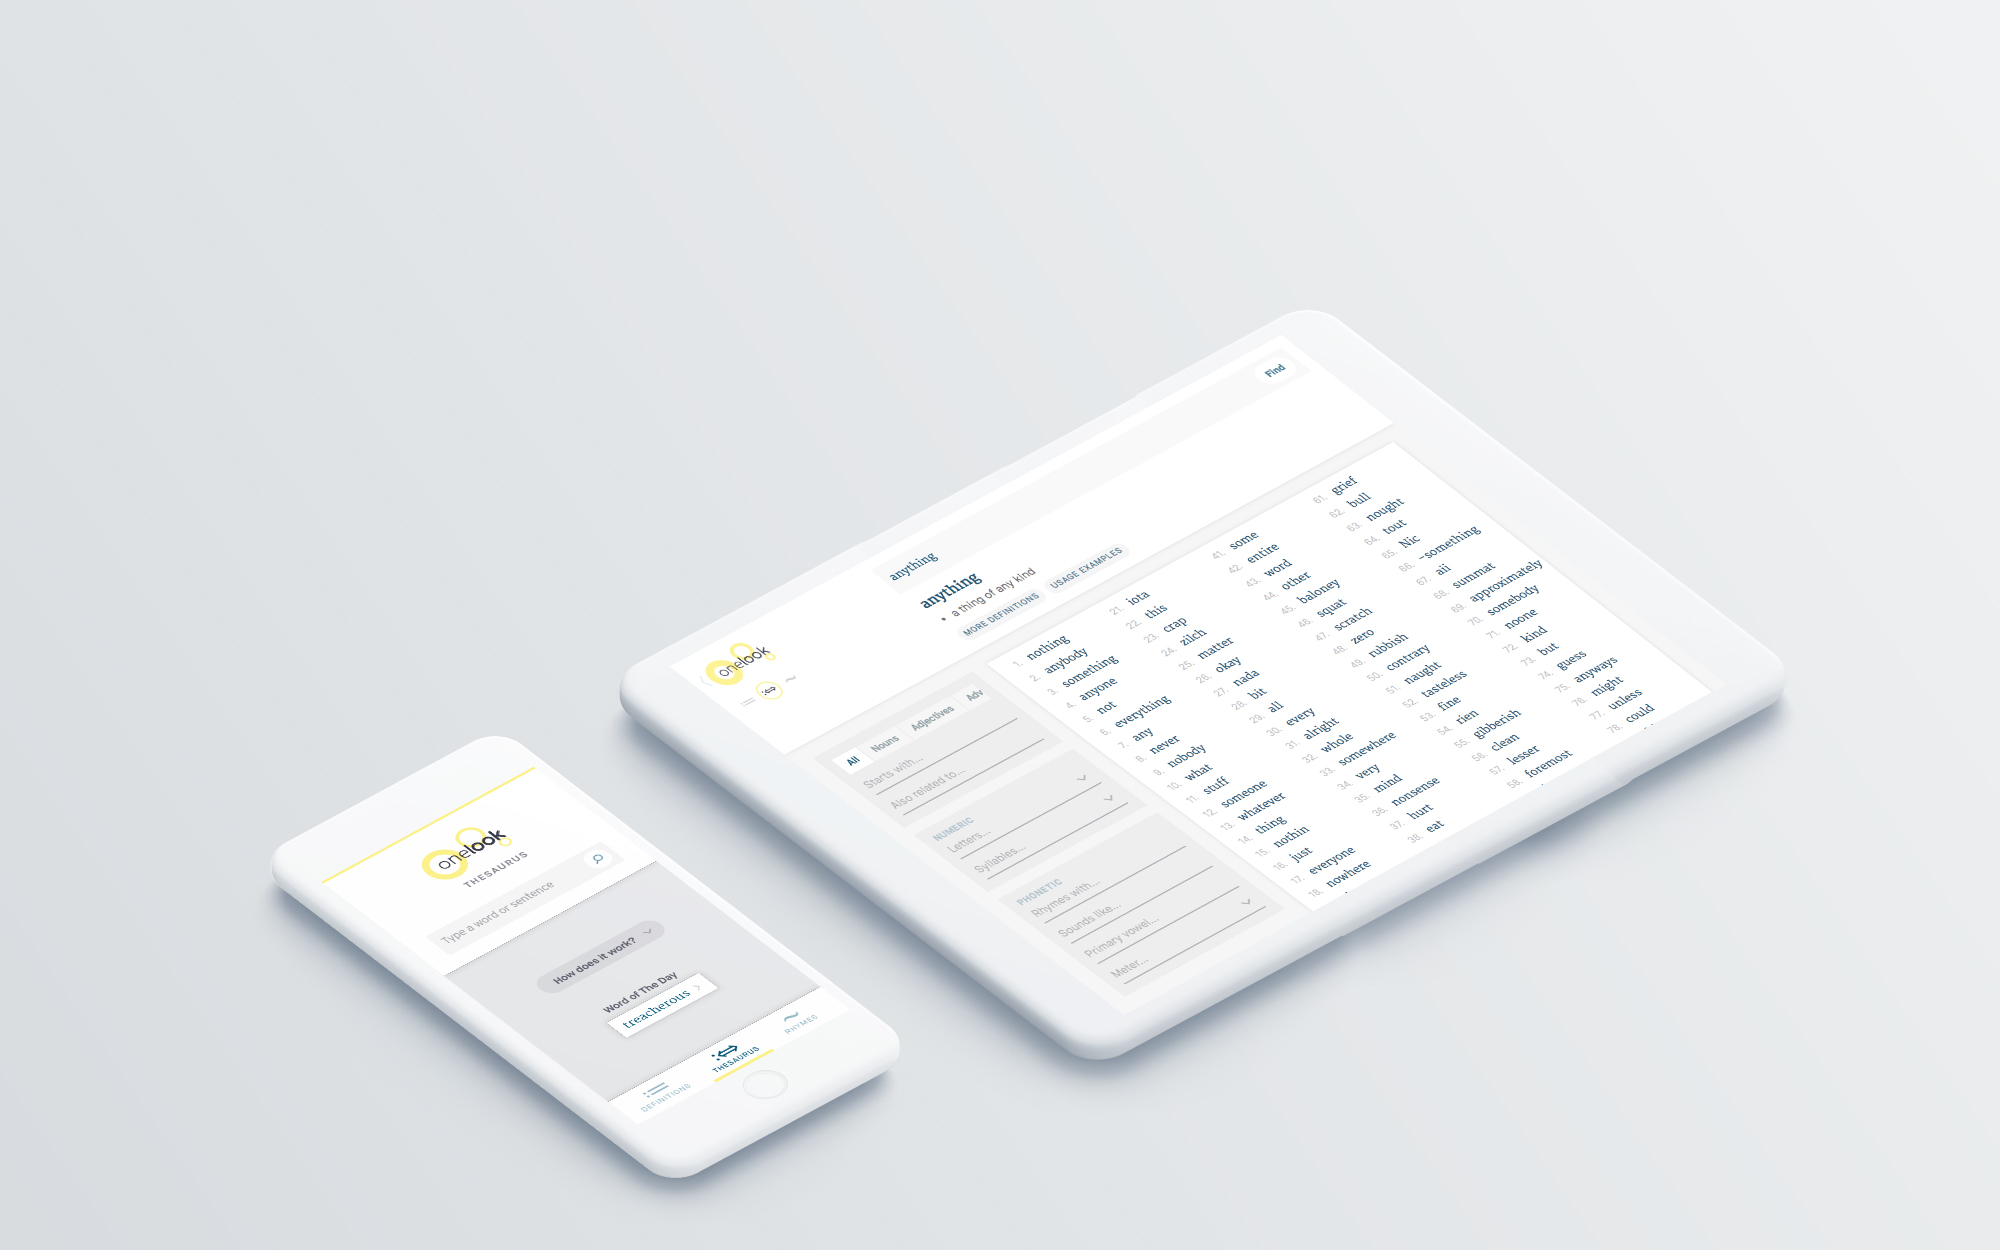 onelook
THESAURUS
Type a word or sentence
How does it work?
Word of The Day
treacherous
DEFINITIONS
THESAURUS
RHYMES
onelook
anything
Find
anything
• a thing of any kind
MORE DEFINITIONS
USAGE EXAMPLES
All
Nouns
Adjectives
Adv
Starts with...
Also related to...
NUMERIC
Letters...
Syllables...
PHONETIC
Rhymes with...
Sounds like...
Primary vowel...
Meter...
1. nothing
2. anybody
3. something
4. anyone
5. not
6. everything
7. any
8. never
9. nobody
10. what
11. stuff
12. someone
13. whatever
14. thing
15. nothin
16. just
17. everyone
18. nowhere
21. iota
22. this
23. crap
24. zilch
25. matter
26. okay
27. nada
28. bit
29. all
30. every
31. alright
32. whole
33. somewhere
34. very
35. mind
36. nonsense
37. hurt
38. eat
41. some
42. entire
43. word
44. other
45. baloney
46. squat
47. scratch
48. zero
49. rubbish
50. contrary
51. naught
52. tasteless
53. fine
54. rien
55. gibberish
56. clean
57. lesser
58. foremost
61. grief
62. bull
63. nought
64. tout
65. Nic
66. -something
67. aii
68. summat
69. approximately
70. somebody
71. noone
72. kind
73. but
74. guess
75. anyways
76. might
77. unless
78. could